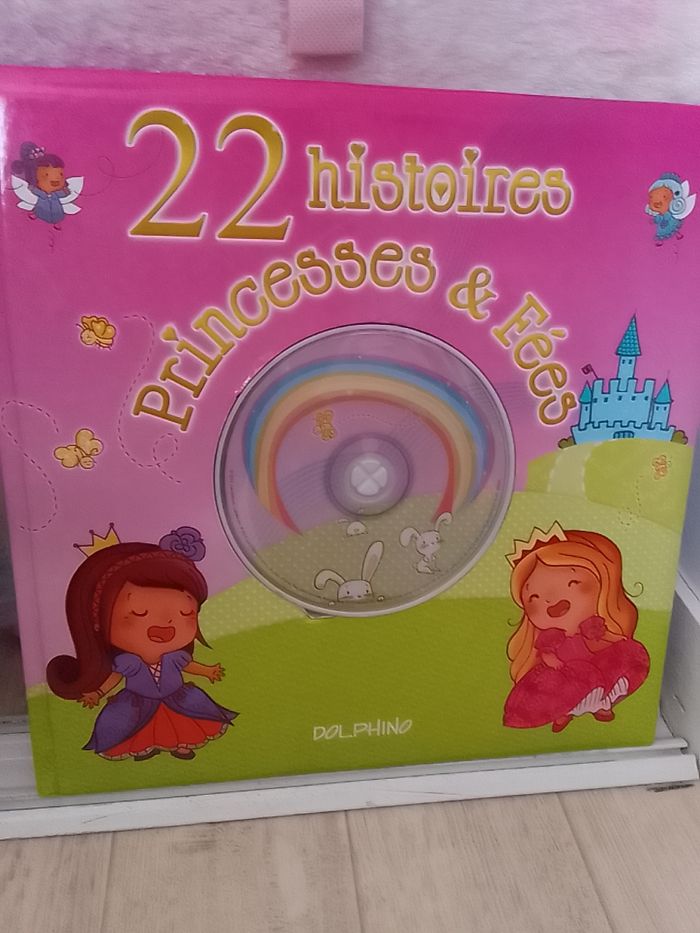 22 histoires
Princesses & Fées
DOLPHINO